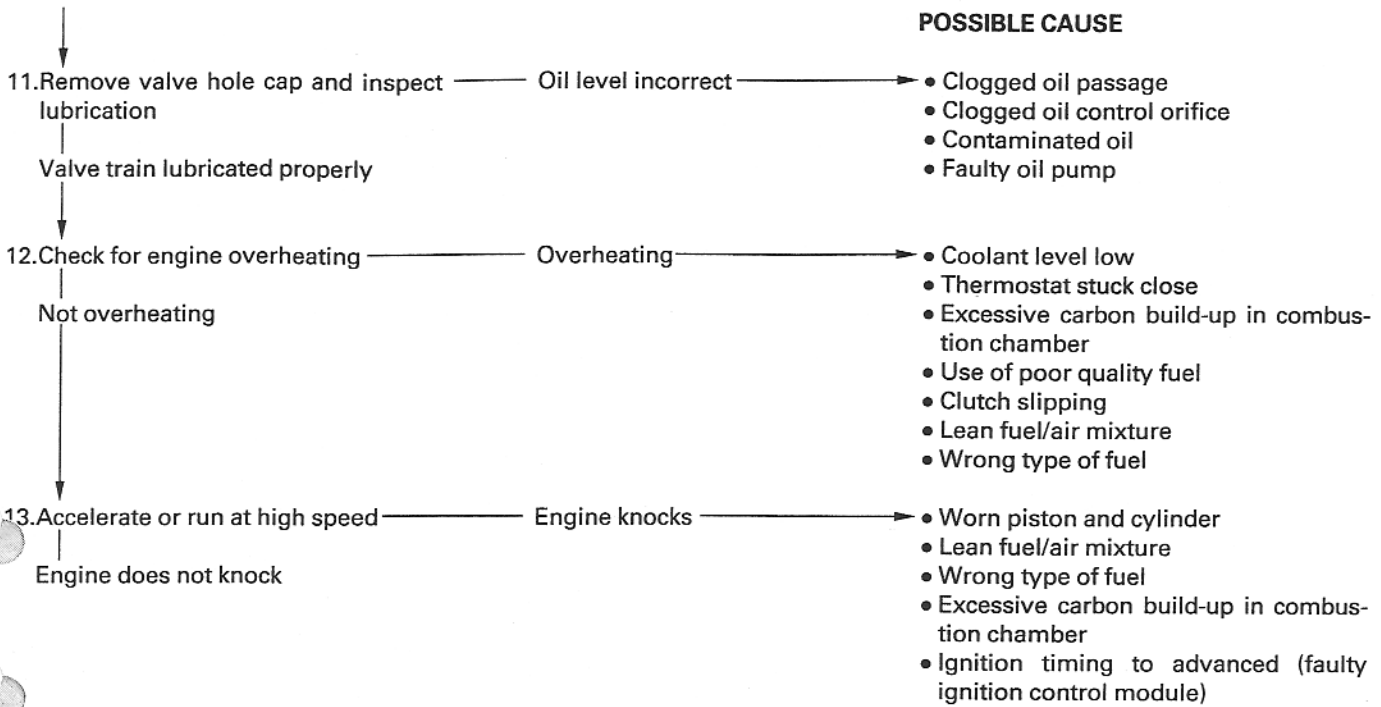 POSSIBLE CAUSE
11.Remove valve hole cap and inspect
lubrication
Oil level incorrect
• Clogged oil passage
• Clogged oil control orifice
• Contaminated oil
• Faulty oil pump
Valve train lubricated properly
12.Check for engine overheating
Overheating
• Coolant level low
• Thermostat stuck close
• Excessive carbon build-up in combus-
tion chamber
• Use of poor quality fuel
• Clutch slipping
• Lean fuel/air mixture
• Wrong type of fuel
Not overheating
13.Accelerate or run at high speed
Engine knocks
• Worn piston and cylinder
• Lean fuel/air mixture
• Wrong type of fuel
• Excessive carbon build-up in combus-
tion chamber
• Ignition timing to advanced (faulty
ignition control module)
Engine does not knock